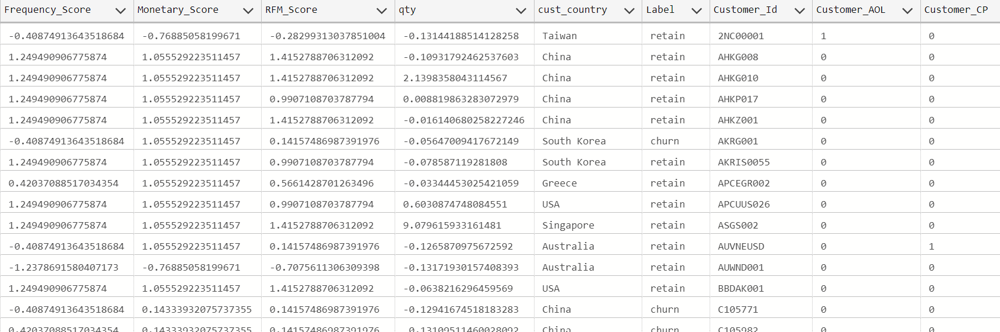 Frequency_Score Monetary_Score RFM_Score qty cust_country Label Customer_Id Customer_AOL Customer_CP
-0.40874913643518684 -0.76885058199671 -0.28299313037851004 -0.13144188514128258 Taiwan retain 2NC00001 1 0
1.249490906775874 1.055529223511457 1.4152788706312092 -0.10931792462537603 China retain AHKG008 0 0
1.249490906775874 1.055529223511457 1.4152788706312092 2.1398358043114567 China retain AHKG010 0 0
1.249490906775874 1.055529223511457 0.9907108703787794 0.008819863283072979 China retain AHKP017 0 0
1.249490906775874 1.055529223511457 1.4152788706312092 -0.016140680258227246 China retain AHKZ001 0 0
-0.40874913643518684 1.055529223511457 0.14157486987391976 -0.05647009417672149 South Korea churn AKRG001 0 0
1.249490906775874 1.055529223511457 0.9907108703787794 -0.078587119281808 South Korea retain AKRIS0055 0 0
0.42037088517034354 1.055529223511457 0.5661428701263496 -0.03344453025421059 Greece retain APCEGR002 0 0
1.249490906775874 1.055529223511457 0.9907108703787794 0.6030874748084551 USA retain APCUUS026 0 0
1.249490906775874 1.055529223511457 1.4152788706312092 9.079615933161481 Singapore retain ASGS002 0 0
-0.40874913643518684 1.055529223511457 0.14157486987391976 -0.1265870975672592 Australia retain AUVNEUSD 0 1
-1.2378691580407173 -0.76885058199671 -0.7075611306309398 -0.13171930157408393 Australia retain AUWND001 0 0
1.249490906775874 1.055529223511457 1.4152788706312092 -0.0638216296459569 USA retain BBDAK001 0 0
-0.40874913643518684 0.14333932075737355 0.14157486987391976 -0.12941674518183283 China churn C105771 0 0
0.42037088517034354 0.14333932075737355 0.14157486987391976 -0.13109511460028092 China churn C105982 0 0